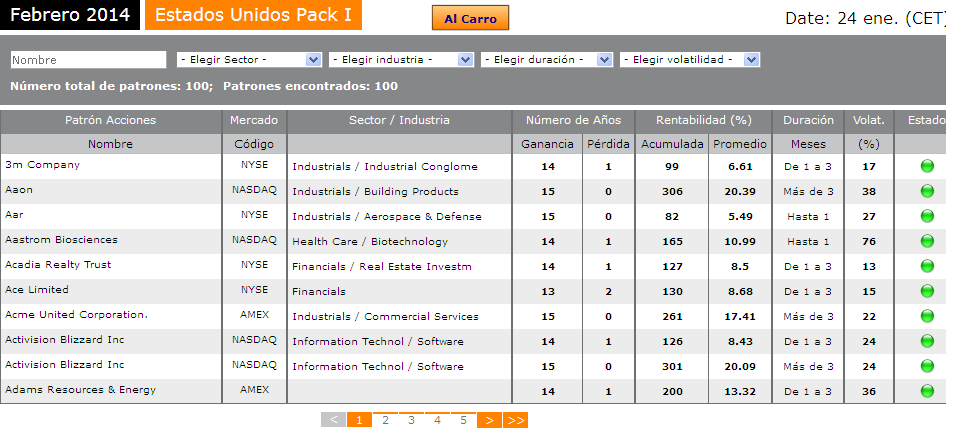 Febrero 2014 Estados Unidos Pack I Al Carro Date: 24 ene. (CET)
Nombre - Elegir Sector - - Elegir industria - - Elegir duración - - Elegir volatilidad -
Número total de patrones: 100; Patrones encontrados: 100
Patrón Acciones Mercado Sector / Industria Número de Años Rentabilidad (%) Duración Volat. Estado
Nombre Código Ganancia Pérdida Acumulada Promedio Meses (%)
3m Company NYSE Industrials / Industrial Conglome 14 1 99 6.61 De 1 a 3 17
Aaon NASDAQ Industrials / Building Products 15 0 306 20.39 Más de 3 38
Aar NYSE Industrials / Aerospace & Defense 15 0 82 5.49 Hasta 1 27
Aastrom Biosciences NASDAQ Health Care / Biotechnology 14 1 165 10.99 Hasta 1 76
Acadia Realty Trust NYSE Financials / Real Estate Investm 14 1 127 8.5 De 1 a 3 13
Ace Limited NYSE Financials 13 2 130 8.68 De 1 a 3 15
Acme United Corporation. AMEX Industrials / Commercial Services 15 0 261 17.41 Más de 3 22
Activision Blizzard Inc NASDAQ Information Technol / Software 14 1 126 8.43 De 1 a 3 24
Activision Blizzard Inc NASDAQ Information Technol / Software 15 0 301 20.09 Más de 3 24
Adams Resources & Energy AMEX 14 1 200 13.32 De 1 a 3 36
< 1 2 3 4 5 > >>